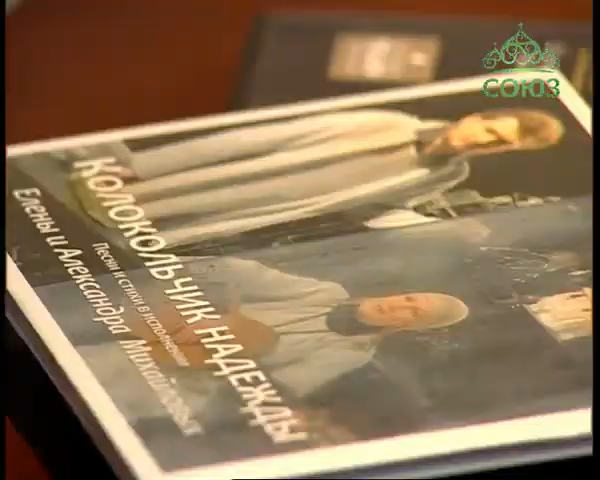 СОЮЗ
Колокольчик надежды
Песни и стихи в исполнении
Елены и Александра Михайловых